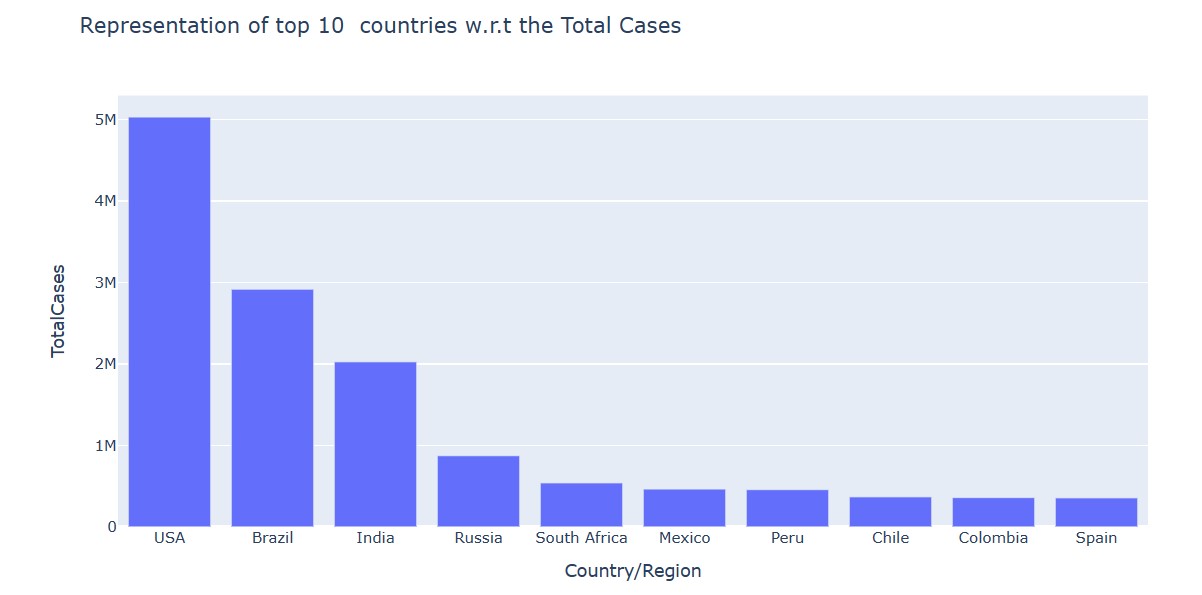 Representation of top 10  countries w.r.t the Total Cases
5M
4M
3M
2M
1M
0
TotalCases
USA Brazil India Russia South Africa Mexico Peru Chile Colombia Spain
Country/Region